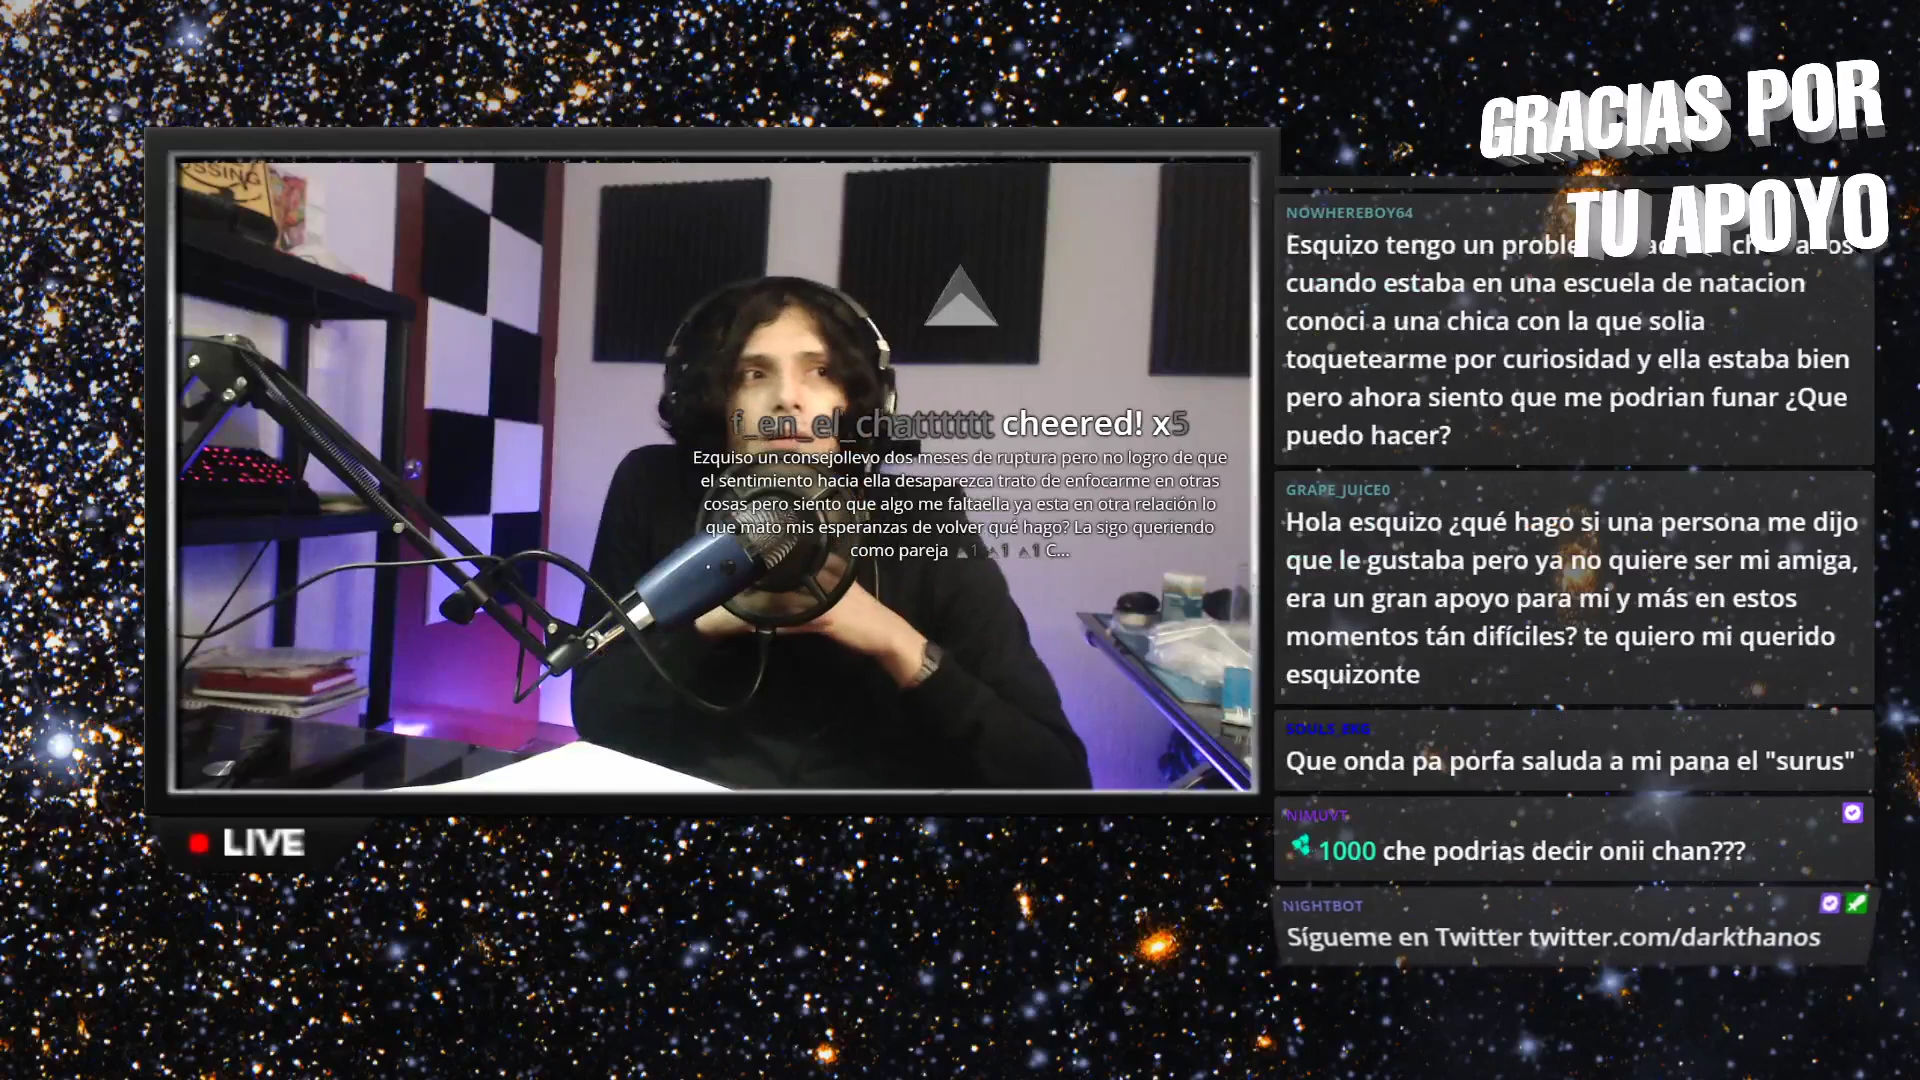 GRACIAS POR
TU APOYO
SSING
f_en_el_chattttttt cheered! x5
Ezquiso un consejollevo dos meses de ruptura pero no logro de que
el sentimiento hacia ella desaparezca trato de enfocarme en otras
cosas pero siento que algo me faltaella ya esta en otra relación lo
que mato mis esperanzas de volver qué hago? La sigo queriendo
como pareja 1 1 1 C...
LIVE
NOWHEREBOY64
Esquizo tengo un
cuando estaba en una escuela de natacion
conoci a una chica con la que solia
toquetearme por curiosidad y ella estaba bien
pero ahora siento que me podrian funar ¿Que
puedo hacer?
GRAPE_JUICE0
Hola esquizo ¿qué hago si una persona me dijo
que le gustaba pero ya no quiere ser mi amiga,
era un gran apoyo para mi y más en estos
momentos tán difíciles? te quiero mi querido
esquizonte
Que onda pa porfa saluda a mi pana el "surus"
NIMUVT
1000 che podrias decir onii chan???
NIGHTBOT
Sígueme en Twitter twitter.com/darkthanos